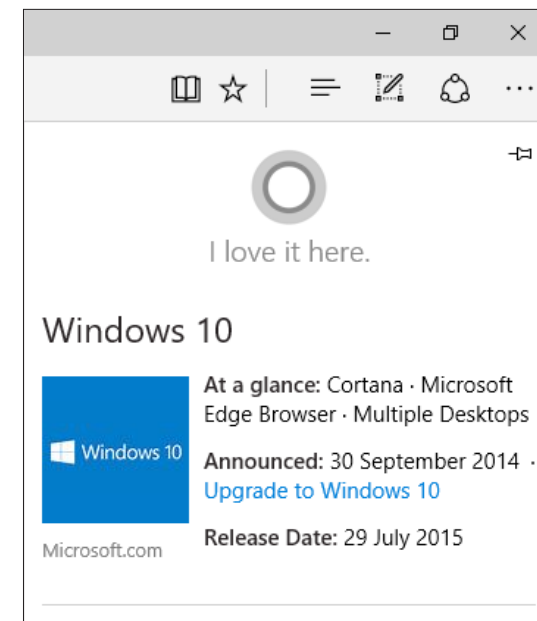 I love it here.
Windows 10
Windows 10
Microsoft.com
At a glance: Cortana · Microsoft
Edge Browser · Multiple Desktops
Announced: 30 September 2014 ·
Upgrade to Windows 10
Release Date: 29 July 2015